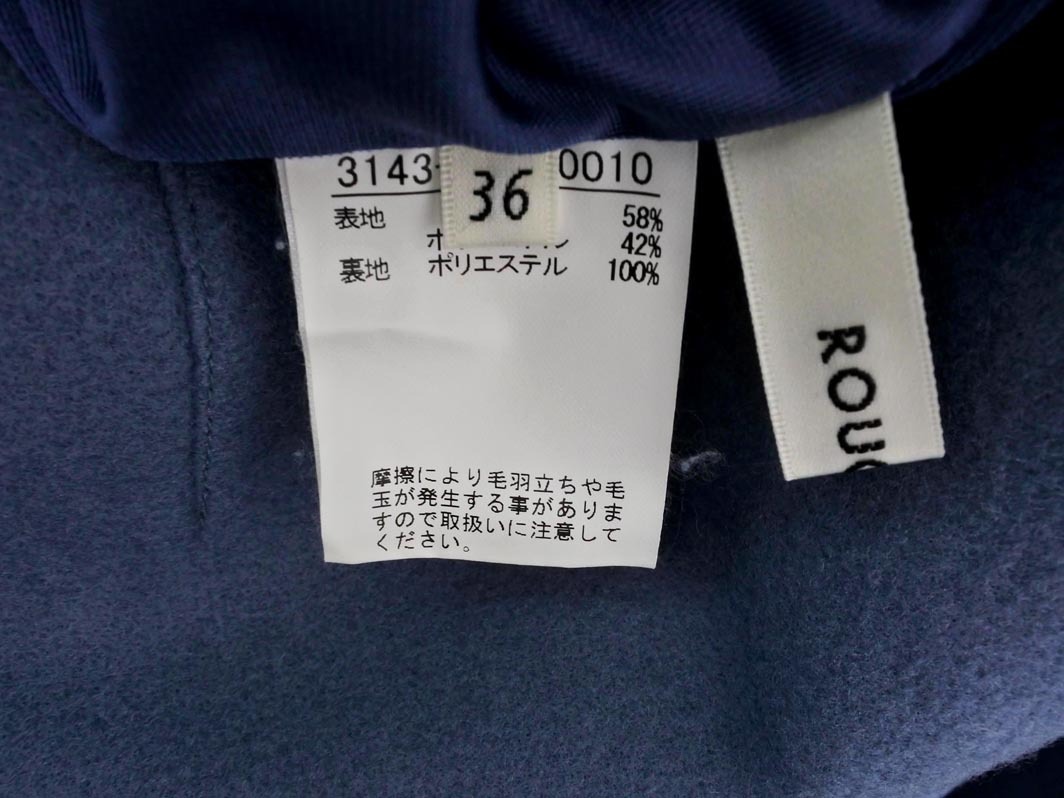 3143- 0010
36
表地 58%
42%
裏地 ポリエステル 100%
摩擦により毛羽立ちや毛
玉が発生する事がありま
すので取扱いに注意して
ください。
ROU